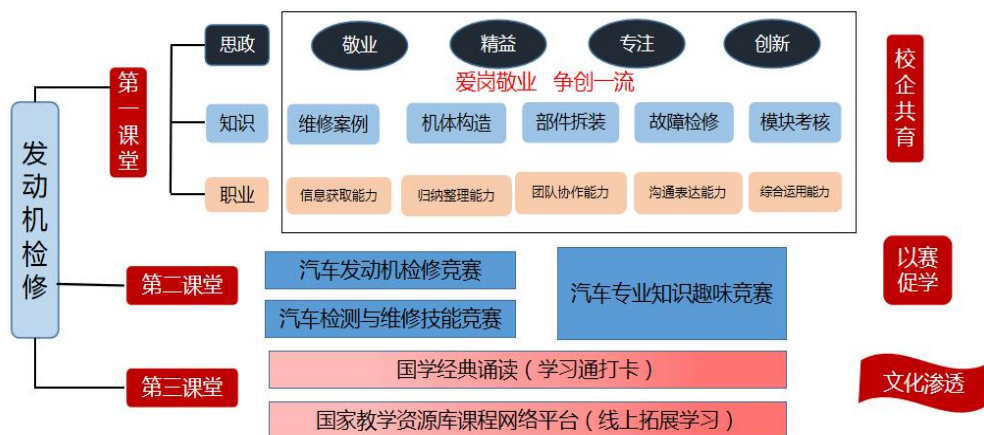 思政
敬业
精益
专注
创新
爱岗敬业 争创一流
第一课堂
知识
维修案例
机体构造
部件拆装
故障检修
模块考核
校企共育
发动机检修
职业
信息获取能力
归纳整理能力
团队协作能力
沟通表达能力
综合运用能力
第二课堂
汽车发动机检修竞赛
汽车检测与维修技能竞赛
汽车专业知识趣味竞赛
以赛
促学
第三课堂
国学经典诵读（学习通打卡）
国家教学资源库课程网络平台（线上拓展学习）
文化渗透